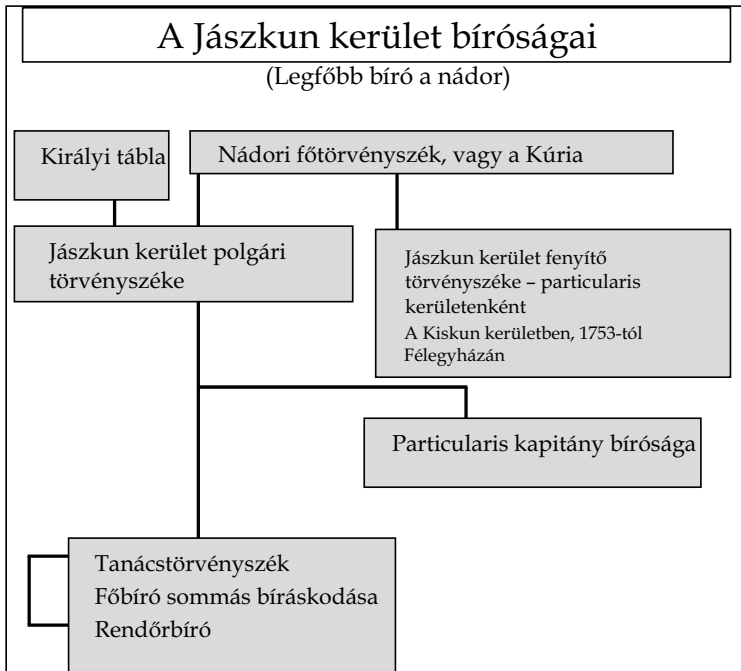 A Jászkun kerület bíróságai
(Legfőbb bíró a nádor)
Királyi tábla
Nádori főtörvényszék, vagy a Kúria
Jászkun kerület polgári
törvényszéke
Jászkun kerület fenyítő
törvényszéke – particularis
kerületenként
A Kiskun kerületben, 1753-tól
Félegyházán
Particularis kapitány bírósága
Tanácstörvényszék
Főbíró sommás bíráskodása
Rendőrbíró